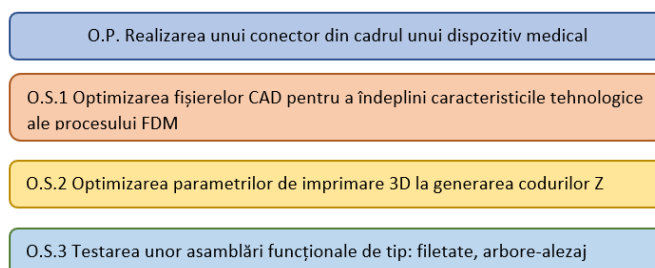 O.P. Realizarea unui conector din cadrul unui dispozitiv medical
O.S.1 Optimizarea fișierelor CAD pentru a îndeplini caracteristicile tehnologice
ale procesului FDM
O.S.2 Optimizarea parametrilor de imprimare 3D la generarea codurilor Z
O.S.3 Testarea unor asamblări funcționale de tip: filetate, arbore-alezaj